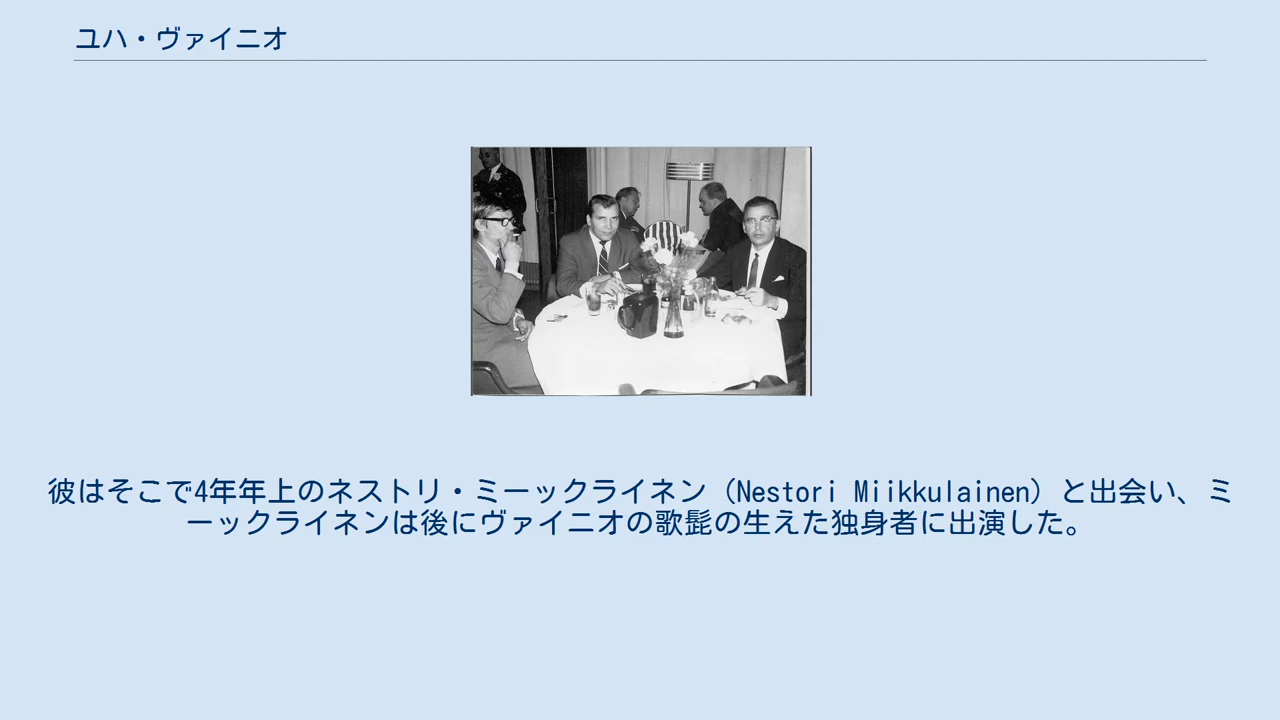 ユハ・ヴァイニオ
彼はそこで4年年上のネストリ・ミーックライネン（Nestori Miikkulainen）と出会い、ミ
ーックライネンは後にヴァイニオの歌髭の生えた独身者に出演した。